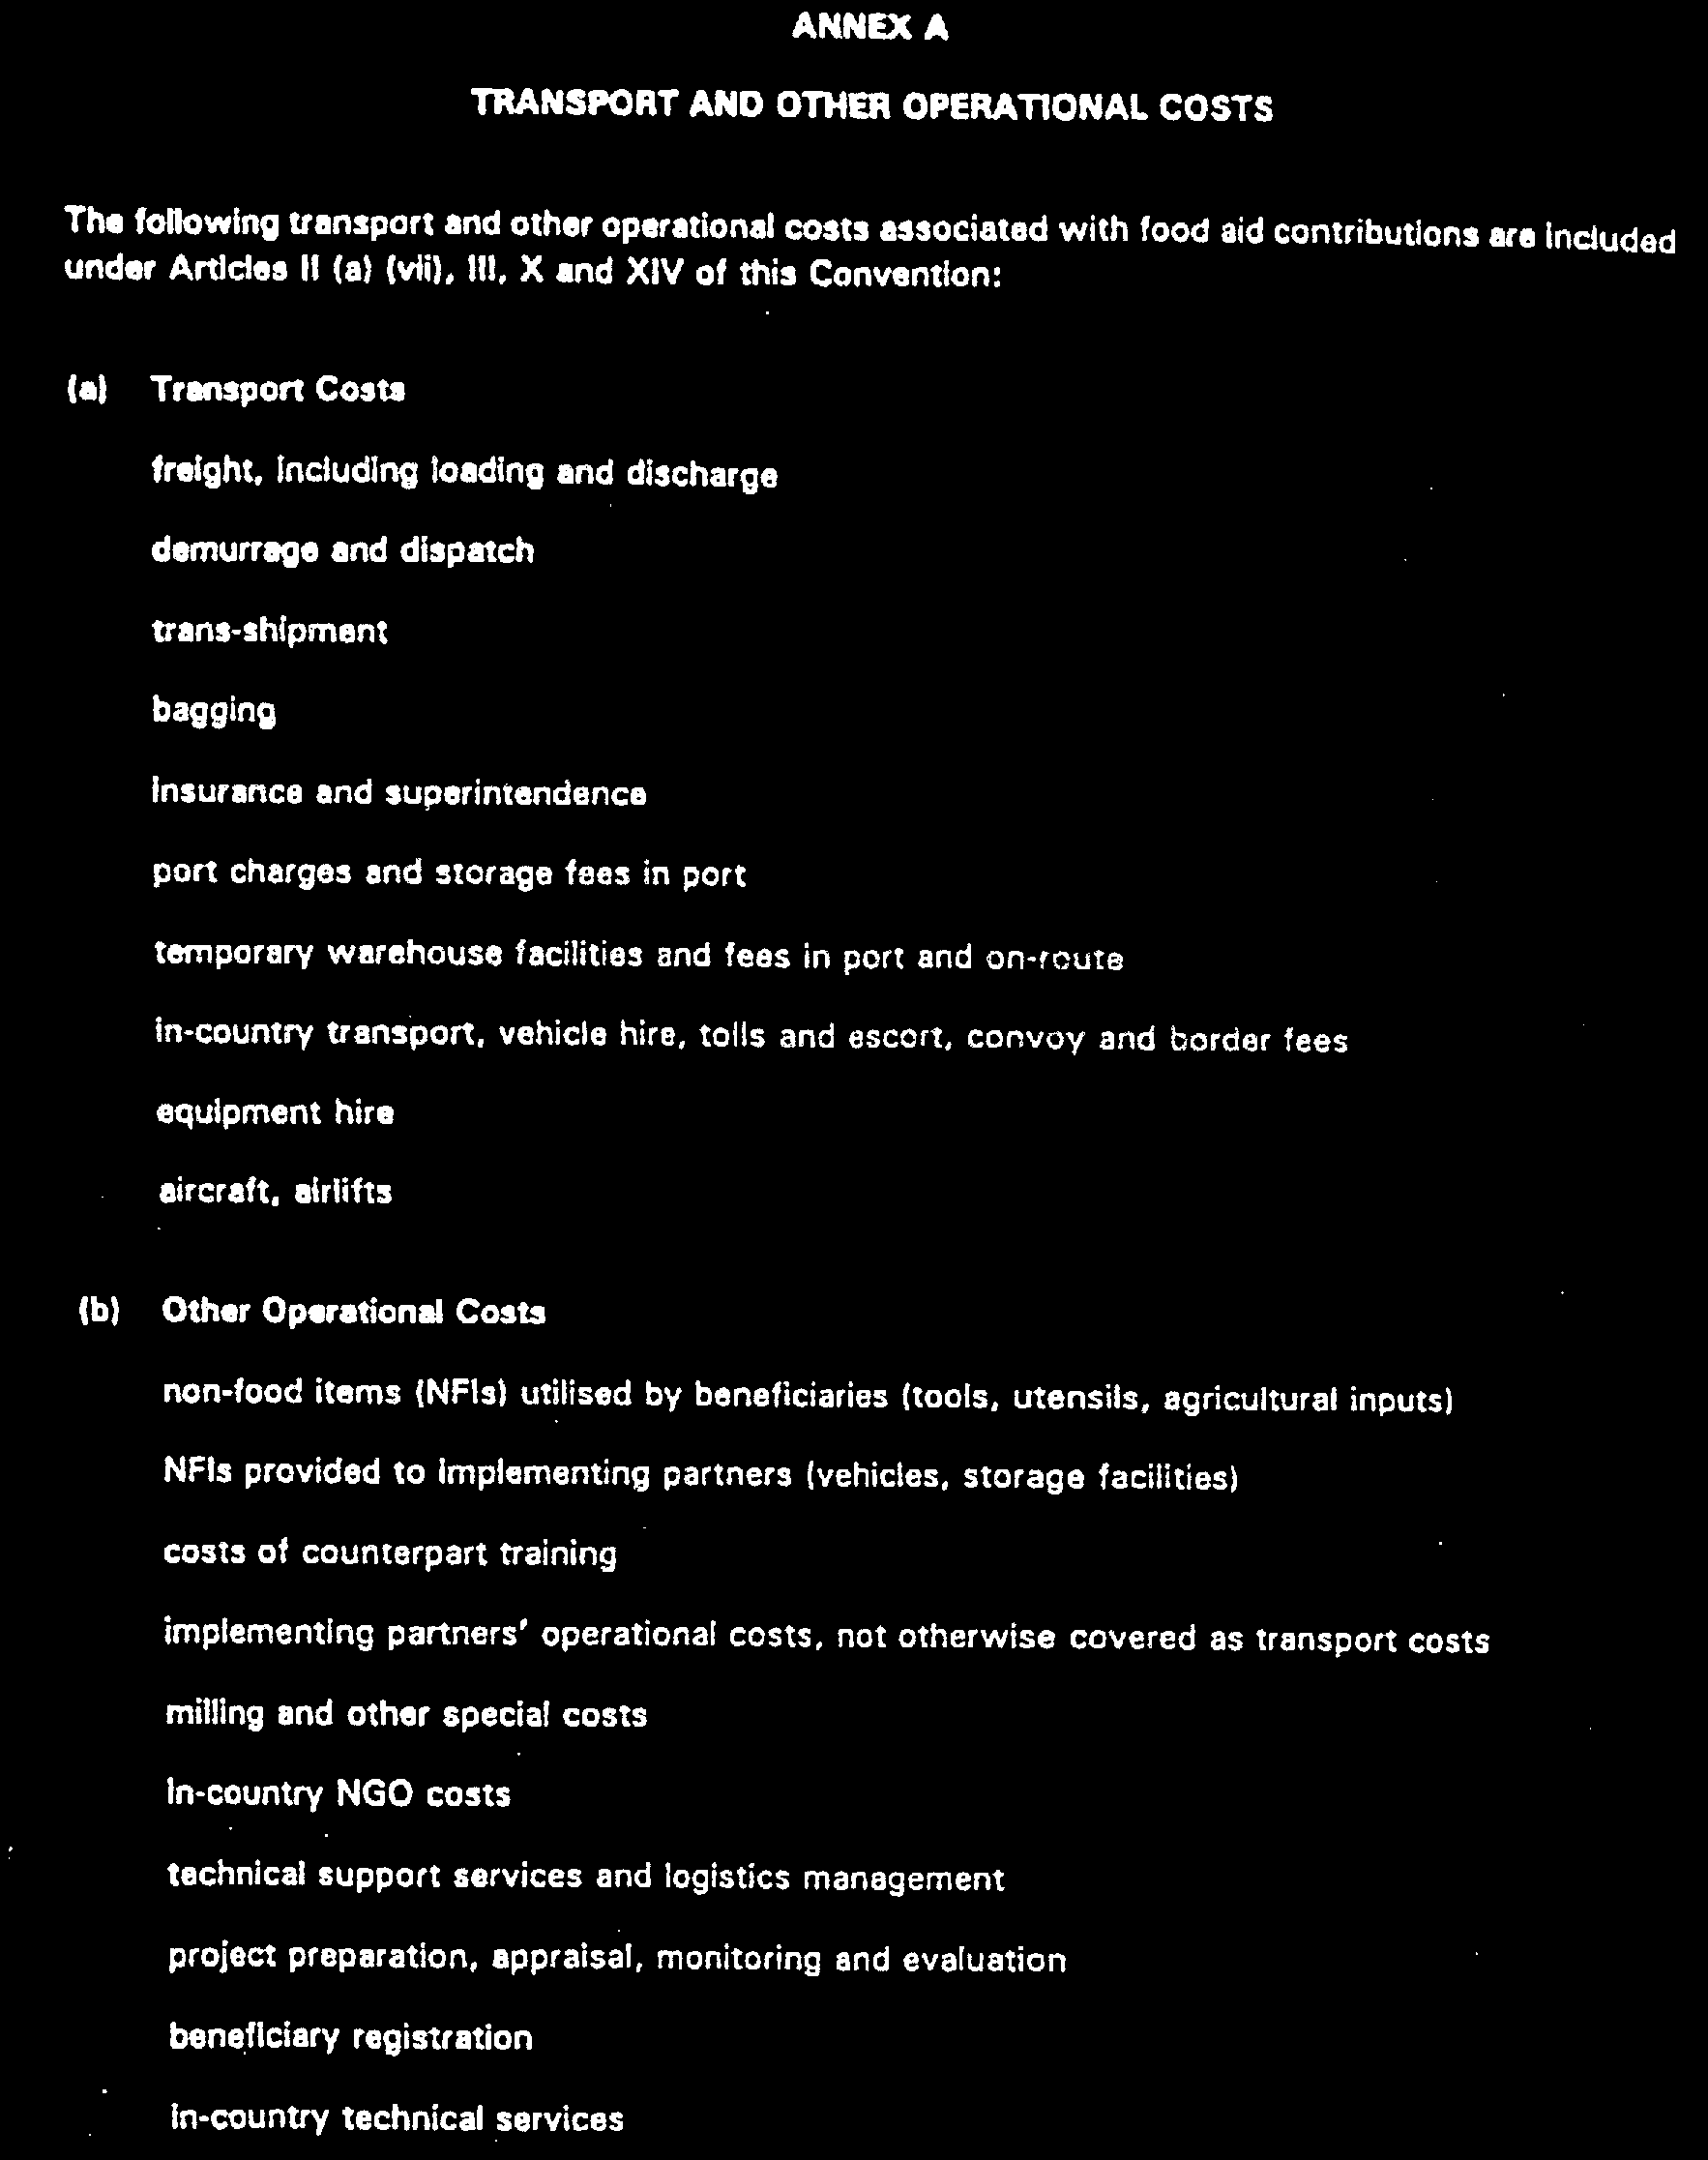 ANNEX A
TRANSPORT AND OTHER OPERATIONAL COSTS
The following transport and other operational costs associated with food aid contributions are included
under Articles II (a) (vii), III, X and XIV of this Convention:
(a) Transport Costs
freight, including loading and discharge
demurrage and dispatch
trans-shipment
bagging
insurance and superintendence
port charges and storage fees in port
temporary warehouse facilities and fees in port and on-route
in-country transport, vehicle hire, tolls and escort, convoy and border fees
equipment hire
aircraft, airlifts
(b) Other Operational Costs
non-food items (NFIs) utilised by beneficiaries (tools, utensils, agricultural inputs)
NFIs provided to implementing partners (vehicles, storage facilities)
costs of counterpart training
implementing partners' operational costs, not otherwise covered as transport costs
milling and other special costs
in-country NGO costs
technical support services and logistics management
project preparation, appraisal, monitoring and evaluation
beneficiary registration
in-country technical services